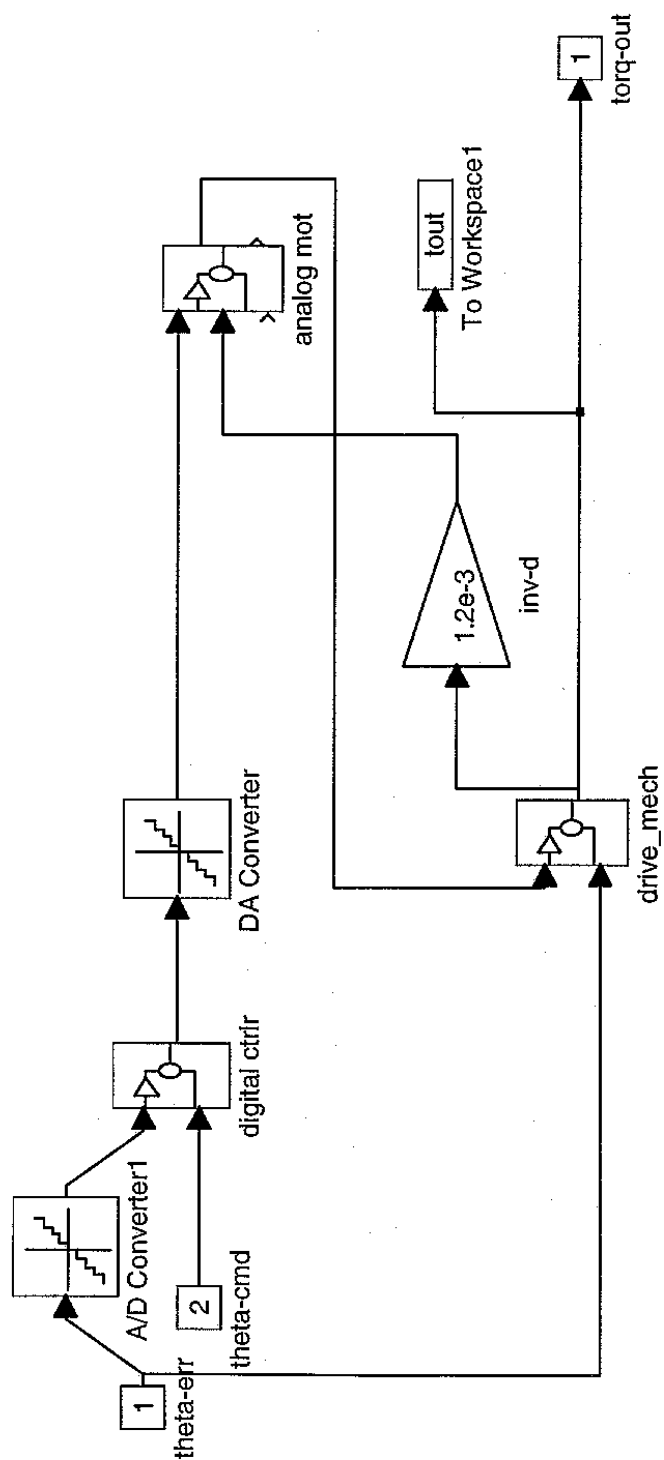 1
theta-err
A/D Converter1
2
theta-cmd
digital ctrlr
DA Converter
analog mot
drive_mech
1.2e-3
inv-d
tout
To Workspace1
1
torq-out